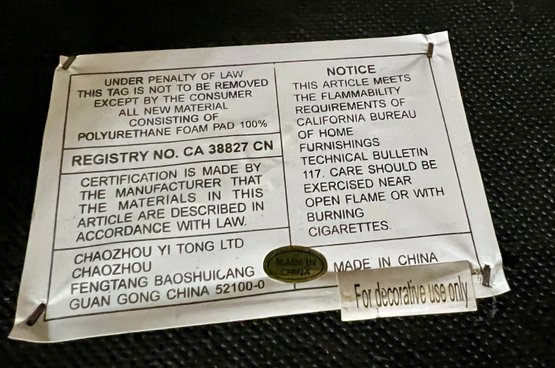 UNDER PENALTY OF LAW
THIS TAG IS NOT TO BE REMOVED
EXCEPT BY THE CONSUMER
ALL NEW MATERIAL
CONSISTING OF
POLYURETHANE FOAM PAD 100%
REGISTRY NO. CA 38827 CN
CERTIFICATION IS MADE BY
THE MANUFACTURER THAT
THE MATERIALS IN THIS
ARTICLE ARE DESCRIBED IN
ACCORDANCE WITH LAW.
CHAOZHOU YI TONG LTD
CHAOZHOU
FENGTANG BAOSHUICANG
GUAN GONG CHINA 52100-0
NOTICE
THIS ARTICLE MEETS
THE FLAMMABILITY
REQUIREMENTS OF
CALIFORNIA BUREAU
OF HOME
FURNISHINGS
TECHNICAL BULLETIN
117. CARE SHOULD BE
EXERCISED NEAR
OPEN FLAME OR WITH
BURNING
CIGARETTES.
MADE IN
CHINA
MADE IN CHINA
For decorative use only